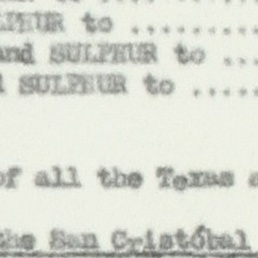 SULPHUR to ..........
and SULPHUR to ...
SULPHUR to .....
of all the Texas
the San Cristóbal